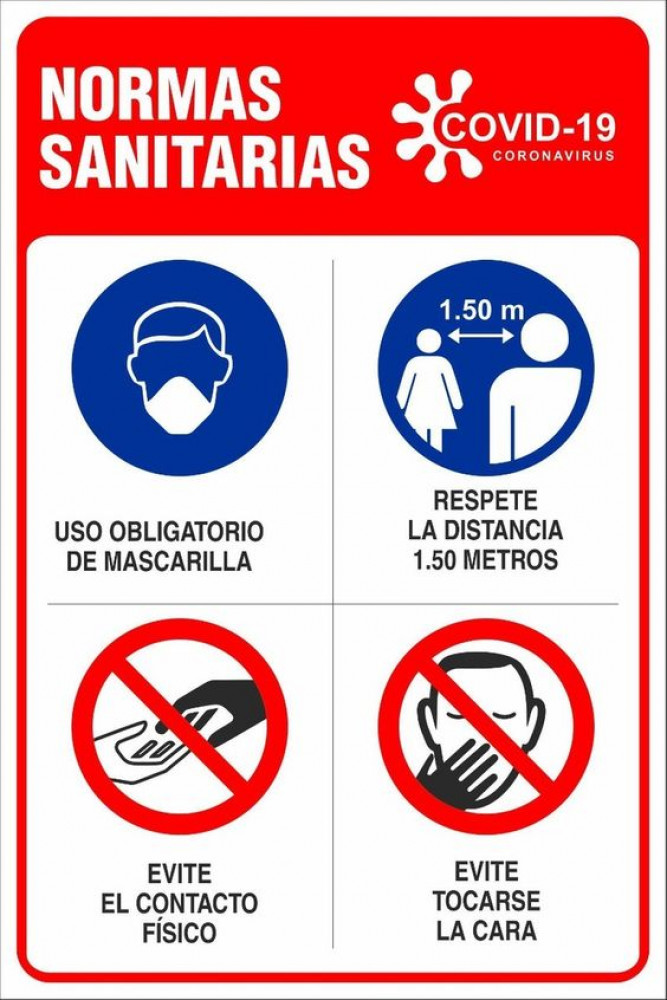 NORMAS
SANITARIAS
COVID-19
CORONAVIRUS
USO OBLIGATORIO
DE MASCARILLA
1.50 m
RESPETE
LA DISTANCIA
1.50 METROS
EVITE
EL CONTACTO
FÍSICO
EVITE
TOCARSE
LA CARA